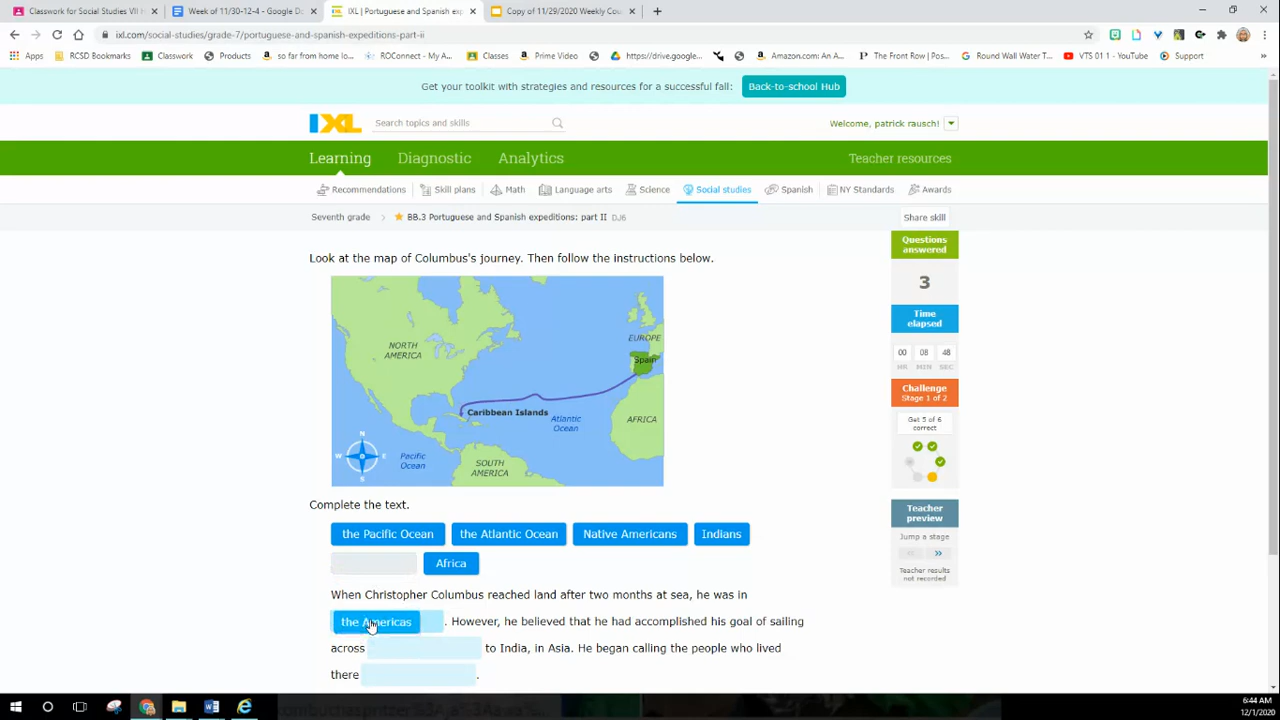 Classwork for Social Studies VII H
Week of 11/30-12-4 - Google Do
IXL | Portuguese and Spanish exp
Copy of 11/29/2020 Weekly Cou
ixl.com/social-studies/grade-7/portuguese-and-spanish-expeditions-part-ii
Apps
RCSD Bookmarks
Classwork
Products
so far from home lo...
ROConnect - My A...
Classes
Prime Video
https://drive.google...
Amazon.com: An A...
The Front Row | Pos...
Round Wall Water T...
VTS 01 1 - YouTube
Support
Get your toolkit with strategies and resources for a successful fall:
Back-to-school Hub
IXL
Search topics and skills
Welcome, patrick rausch!
Learning
Diagnostic
Analytics
Teacher resources
Recommendations
Skill plans
Math
Language arts
Science
Social studies
Spanish
NY Standards
Awards
Seventh grade
BB.3 Portuguese and Spanish expeditions: part II DJ6
Share skill
Look at the map of Columbus's journey. Then follow the instructions below.
NORTH
AMERICA
EUROPE
Spain
Caribbean Islands
Atlantic
Ocean
AFRICA
N
W
E
S
Pacific
Ocean
SOUTH
AMERICA
Questions
answered
3
Time
elapsed
00 08 48
HR MIN SEC
Challenge
Stage 1 of 2
Get 5 of 6
correct
Teacher
preview
Jump a stage
Teacher results
not recorded
Complete the text.
the Pacific Ocean
the Atlantic Ocean
Native Americans
Indians
Africa
When Christopher Columbus reached land after two months at sea, he was in
the Americas . However, he believed that he had accomplished his goal of sailing
across to India, in Asia. He began calling the people who lived
there .
6:44 AM
12/1/2020